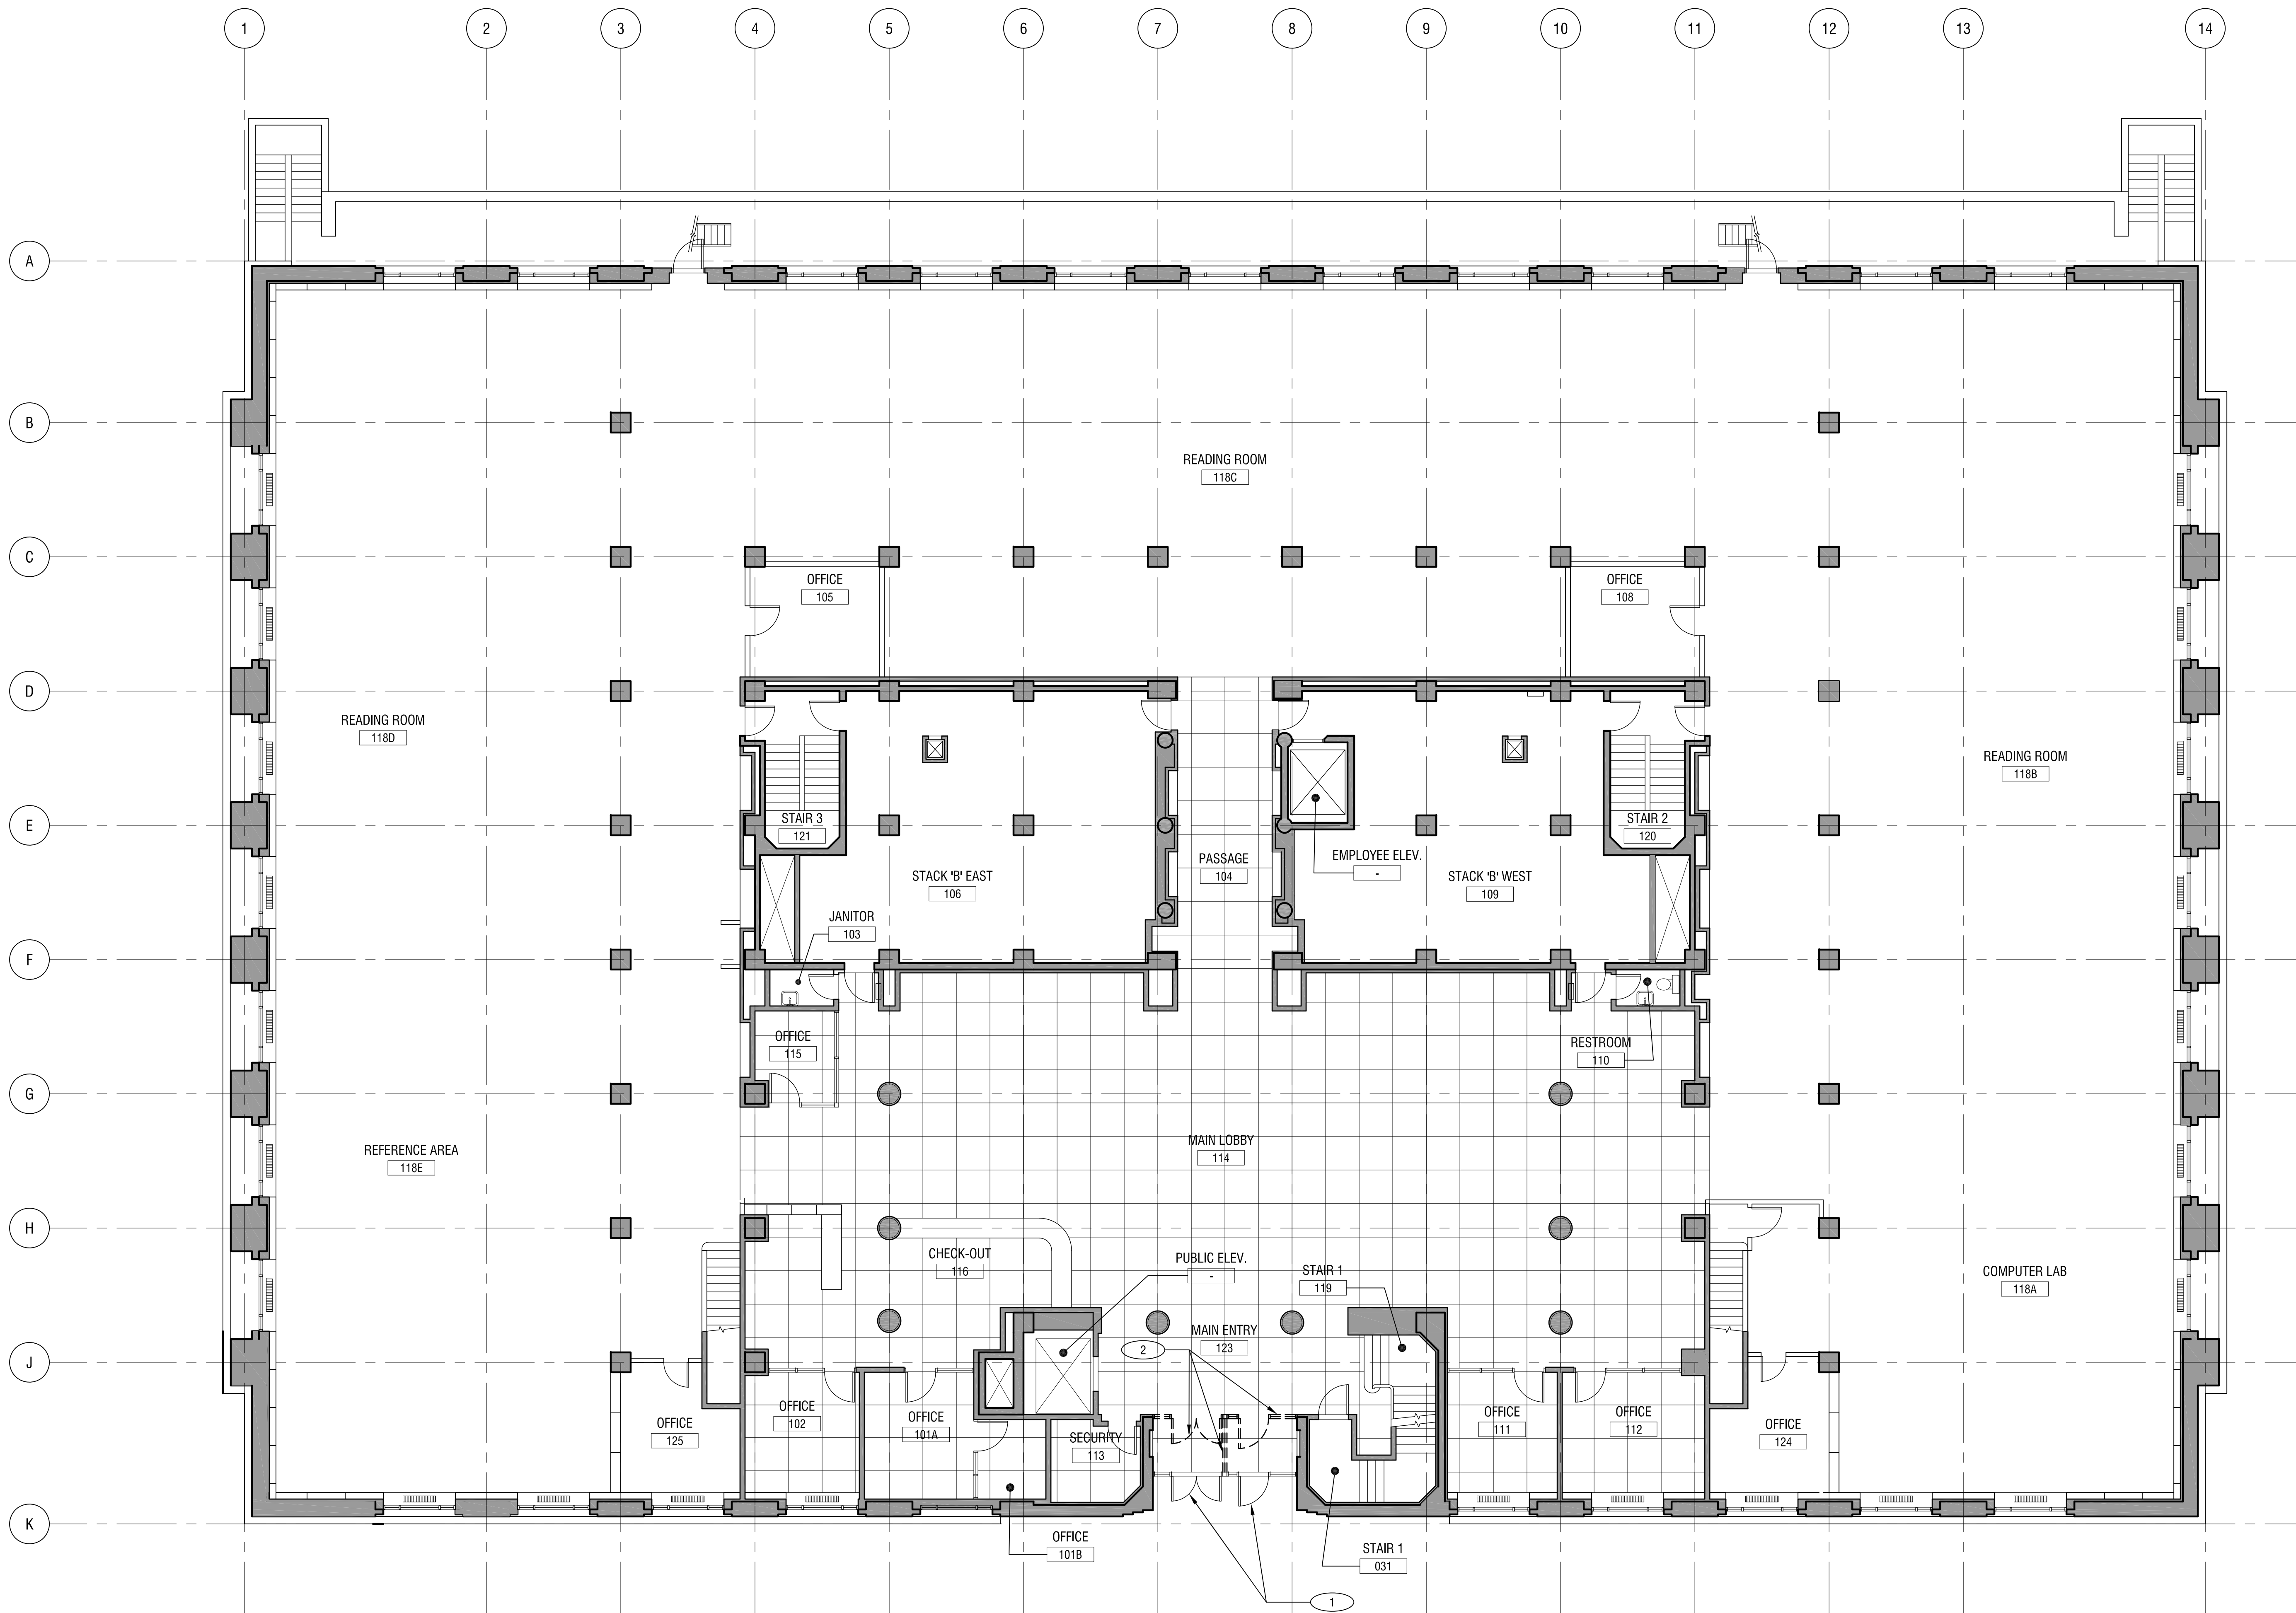 1 2 3 4 5 6 7 8 9 10 11 12 13 14
A
B
READING ROOM
118C
C
OFFICE
105
OFFICE
108
D
READING ROOM
118D
READING ROOM
118B
E
STAIR 3
121
STAIR 2
120
EMPLOYEE ELEV.
-
PASSAGE
104
STACK 'B' EAST
106
STACK 'B' WEST
109
JANITOR
103
F
OFFICE
115
RESTROOM
110
G
MAIN LOBBY
114
REFERENCE AREA
118E
H
CHECK-OUT
116
PUBLIC ELEV.
-
STAIR 1
119
COMPUTER LAB
118A
MAIN ENTRY
123
2
J
OFFICE
102
OFFICE
101A
OFFICE
111
OFFICE
112
OFFICE
125
SECURITY
113
OFFICE
124
K
OFFICE
101B
STAIR 1
031
1